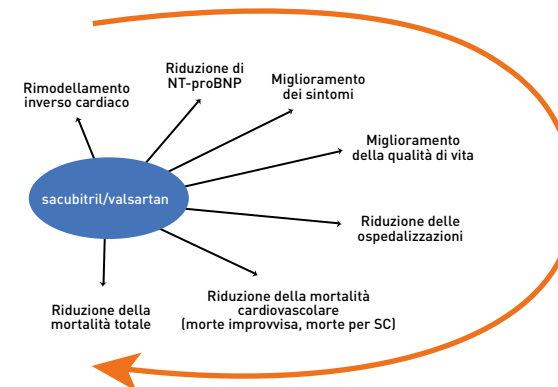 Rimodellamento
inverso cardiaco
Riduzione di
NT-proBNP
Miglioramento
dei sintomi
Miglioramento
della qualità di vita
sacubitril/valsartan
Riduzione delle
ospedalizzazioni
Riduzione della mortalità
cardiovascolare
(morte improvvisa, morte per SC)
Riduzione della
mortalità totale